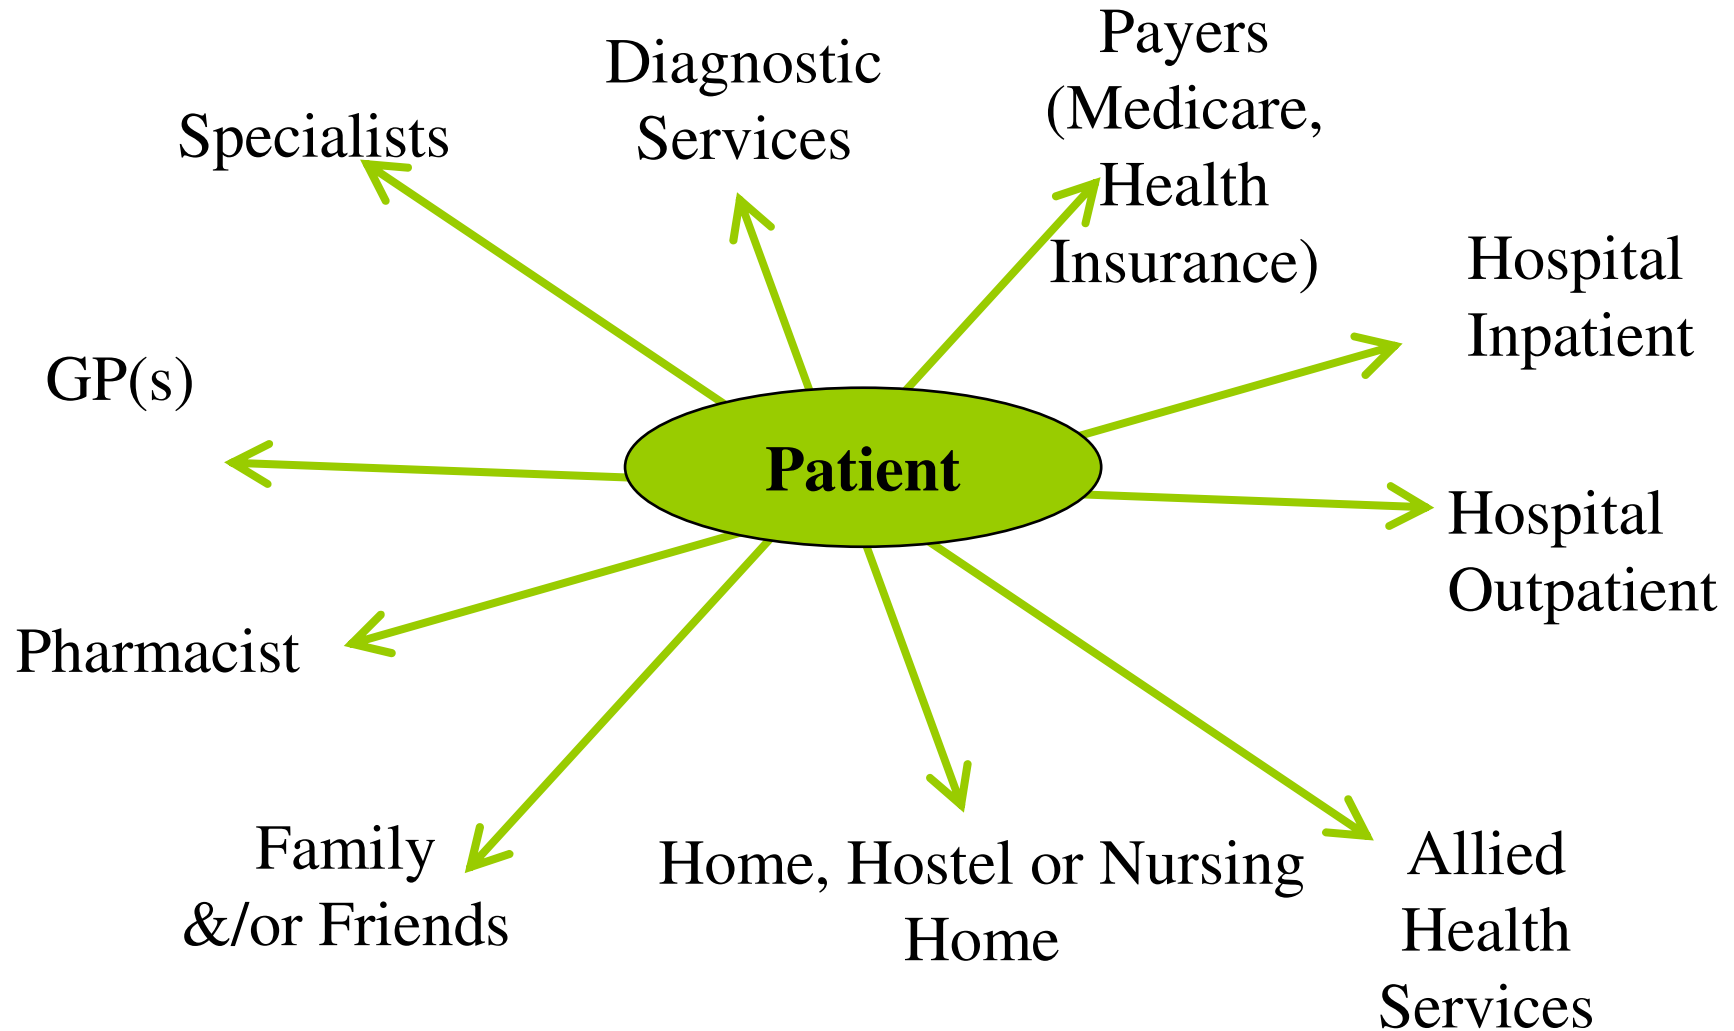 Payers
(Medicare,
Health
Insurance)
Diagnostic
Services
Specialists
Hospital
Inpatient
GP(s)
Patient
Hospital
Outpatient
Pharmacist
Family
&/or Friends
Home, Hostel or Nursing
Home
Allied
Health
Services